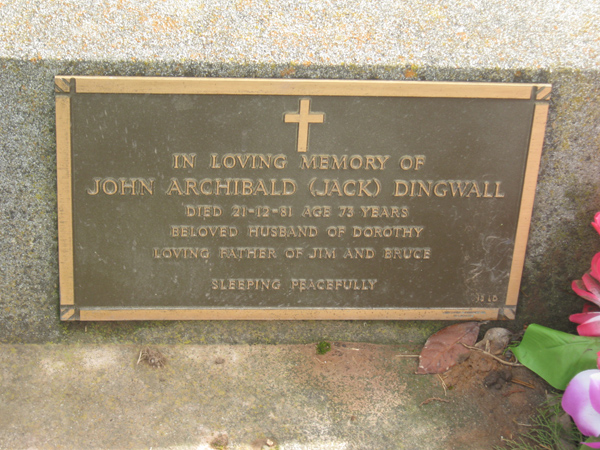 IN LOVING MEMORY OF
JOHN ARCHIBALD (JACK) DINGWALL
DIED 21-12-81 AGE 73 YEARS
BELOVED HUSBAND OF DOROTHY
LOVING FATHER OF JIM AND BRUCE
SLEEPING PEACEFULLY